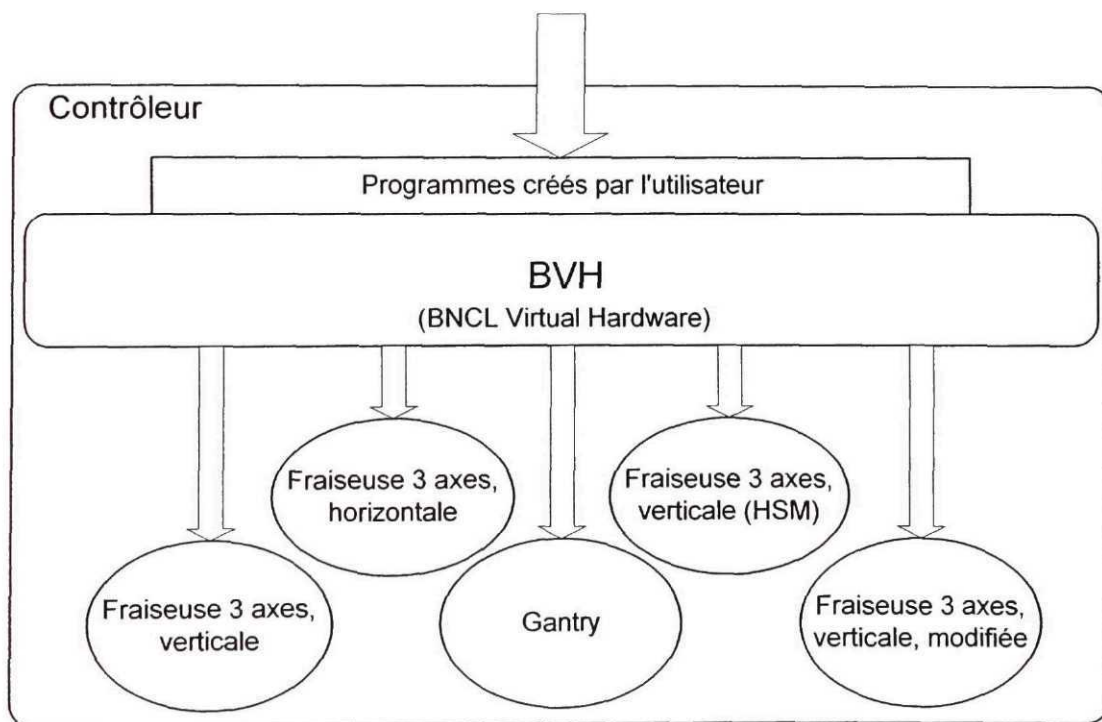 Contrôleur
Programmes créés par l'utilisateur
BVH
(BNCL Virtual Hardware)
Fraiseuse 3 axes,
horizontale
Fraiseuse 3 axes,
verticale (HSM)
Fraiseuse 3 axes,
verticale
Gantry
Fraiseuse 3 axes,
verticale, modifiée